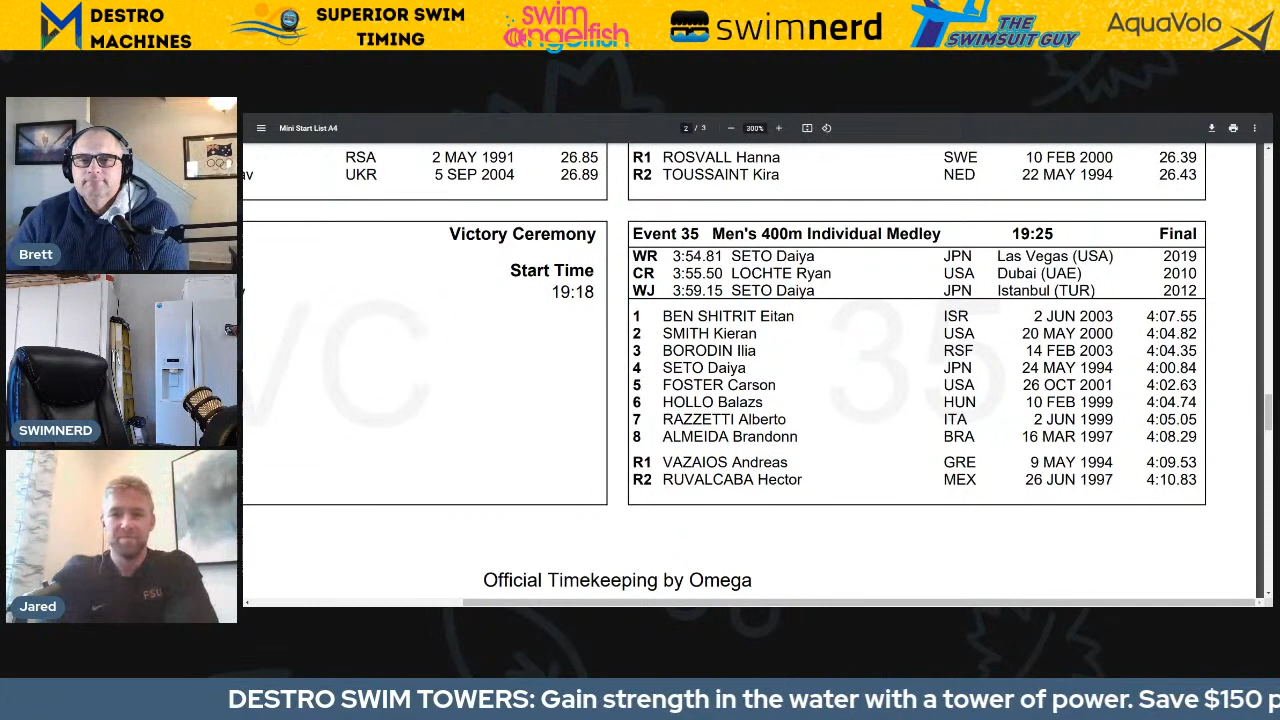 DESTRO
MACHINES
SUPERIOR SWIM
TIMING
swim
angelfish
swimnerd
THE
SWIMSUIT GUY
AquaVolo
Brett
SWIMNERD
FSU
Jared
Mini Start List A4
2 / 3
300%
RSA 2 MAY 1991 26.85
av UKR 5 SEP 2004 26.89
R1 ROSVALL Hanna SWE 10 FEB 2000 26.39
R2 TOUSSAINT Kira NED 22 MAY 1994 26.43
Victory Ceremony
Start Time
19:18
VC
Event 35 Men's 400m Individual Medley 19:25 Final
WR 3:54.81 SETO Daiya JPN Las Vegas (USA) 2019
CR 3:55.50 LOCHTE Ryan USA Dubai (UAE) 2010
WJ 3:59.15 SETO Daiya JPN Istanbul (TUR) 2012
1 BEN SHITRIT Eitan ISR 2 JUN 2003 4:07.55
2 SMITH Kieran USA 20 MAY 2000 4:04.82
3 BORODIN Ilia RSF 14 FEB 2003 4:04.35
4 SETO Daiya JPN 24 MAY 1994 4:00.84
5 FOSTER Carson USA 26 OCT 2001 4:02.63
6 HOLLO Balazs HUN 10 FEB 1999 4:04.74
7 RAZZETTI Alberto ITA 2 JUN 1999 4:05.05
8 ALMEIDA Brandonn BRA 16 MAR 1997 4:08.29
R1 VAZAIOS Andreas GRE 9 MAY 1994 4:09.53
R2 RUVALCABA Hector MEX 26 JUN 1997 4:10.83
35
Official Timekeeping by Omega
DESTRO SWIM TOWERS: Gain strength in the water with a tower of power. Save $150 p